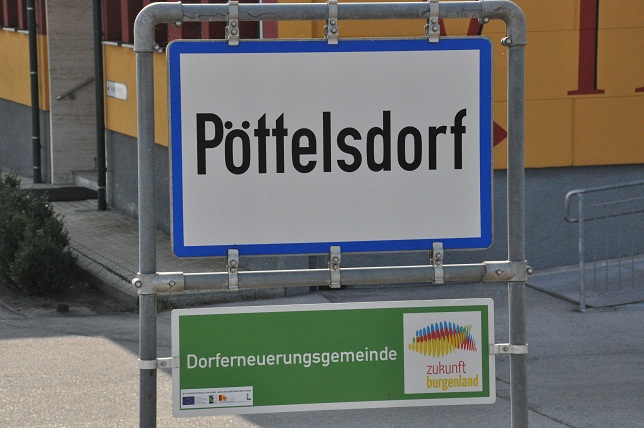 Pöttelsdorf
Dorferneuerungsgemeinde
zukunft
burgenland